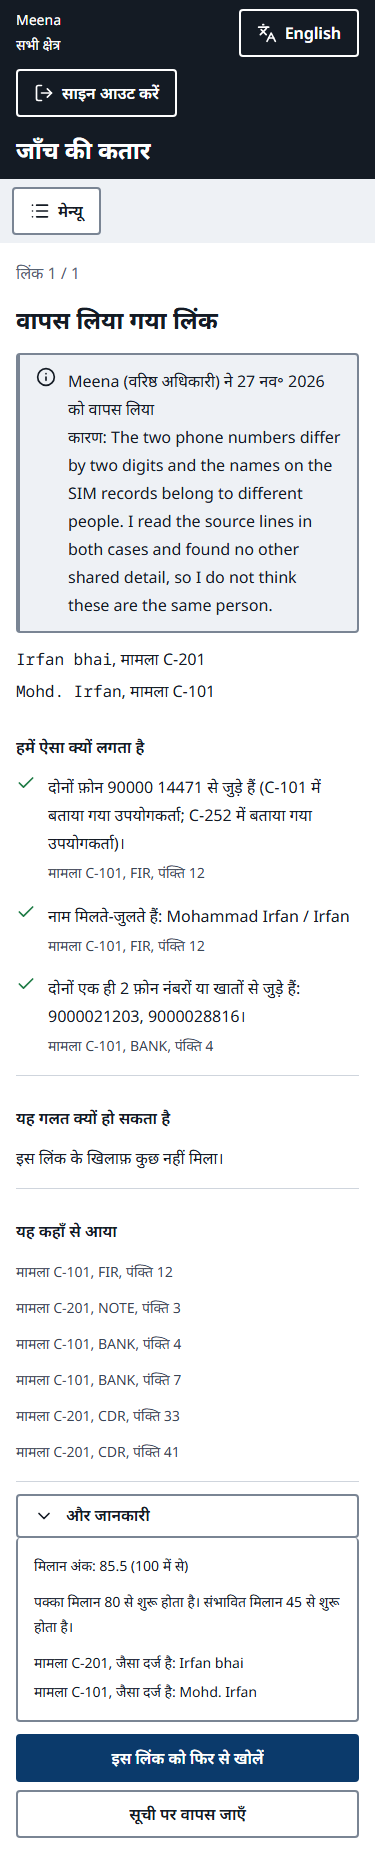 Meena
सभी क्षेत्र
English
साइन आउट करें
जाँच की कतार
मेन्यू
लिंक 1 / 1
वापस लिया गया लिंक
Meena (वरिष्ठ अधिकारी) ने 27 नव॰ 2026
को वापस लिया
कारण: The two phone numbers differ
by two digits and the names on the
SIM records belong to different
people. I read the source lines in
both cases and found no other
shared detail, so I do not think
these are the same person.
Irfan bhai, मामला C-201
Mohd. Irfan, मामला C-101
हमें ऐसा क्यों लगता है
दोनों फ़ोन 90000 14471 से जुड़े हैं (C-101 में
बताया गया उपयोगकर्ता; C-252 में बताया गया
उपयोगकर्ता)।
मामला C-101, FIR, पंक्ति 12
नाम मिलते-जुलते हैं: Mohammad Irfan / Irfan
मामला C-101, FIR, पंक्ति 12
दोनों एक ही 2 फ़ोन नंबरों या खातों से जुड़े हैं:
9000021203, 9000028816।
मामला C-101, BANK, पंक्ति 4
यह गलत क्यों हो सकता है
इस लिंक के खिलाफ़ कुछ नहीं मिला।
यह कहाँ से आया
मामला C-101, FIR, पंक्ति 12
मामला C-201, NOTE, पंक्ति 3
मामला C-101, BANK, पंक्ति 4
मामला C-101, BANK, पंक्ति 7
मामला C-201, CDR, पंक्ति 33
मामला C-201, CDR, पंक्ति 41
और जानकारी
मिलान अंक: 85.5 (100 में से)
पक्का मिलान 80 से शुरू होता है। संभावित मिलान 45 से शुरू
होता है।
मामला C-201, जैसा दर्ज है: Irfan bhai
मामला C-101, जैसा दर्ज है: Mohd. Irfan
इस लिंक को फिर से खोलें
सूची पर वापस जाएँ